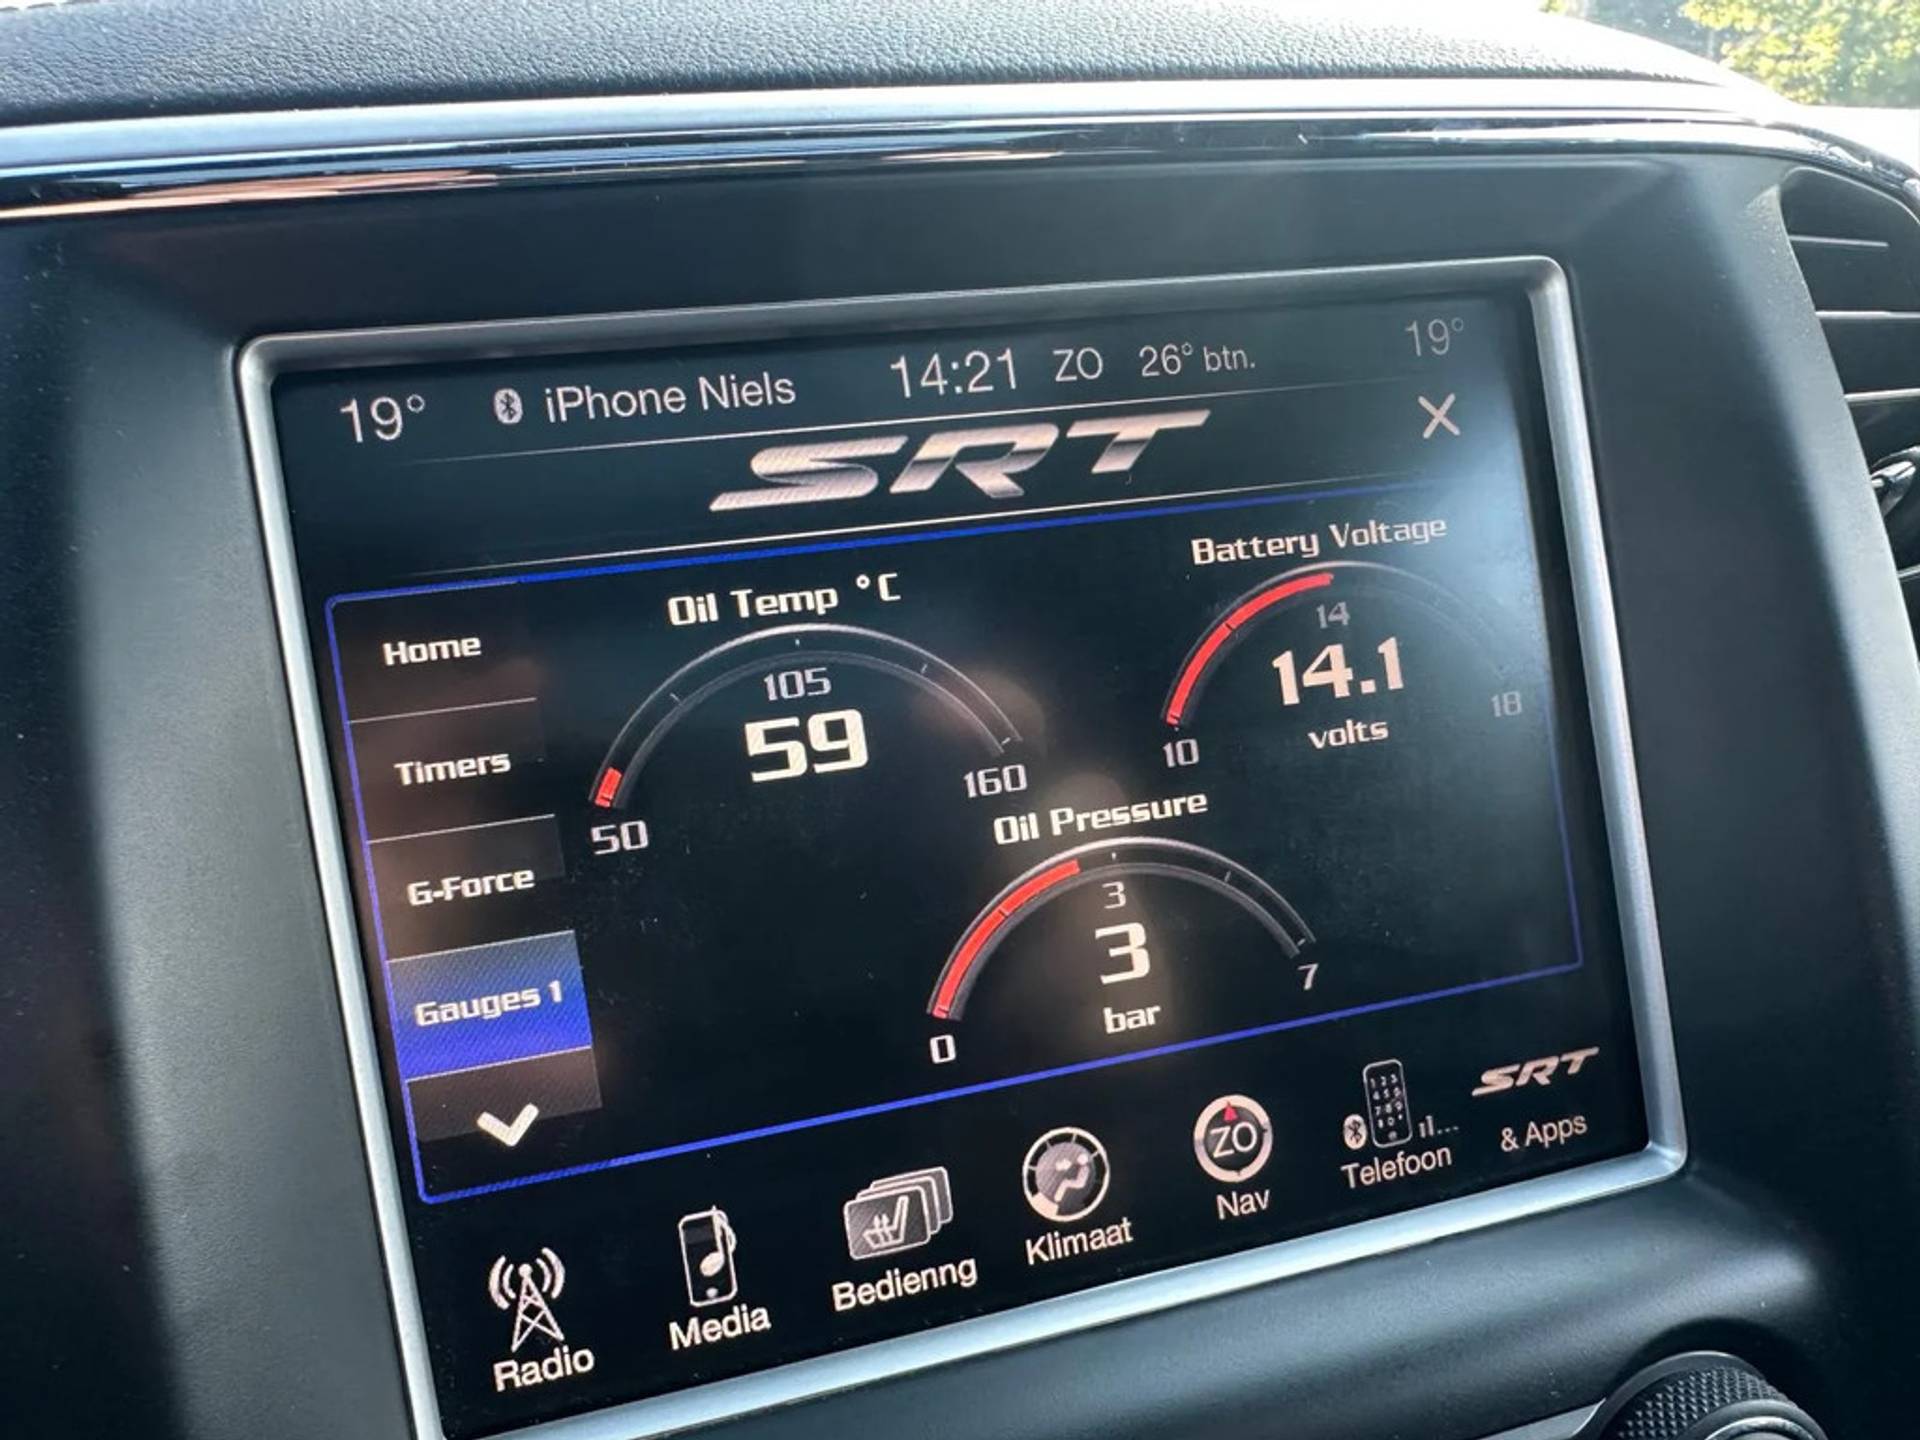 19° iPhone Niels 14:21 ZO 26° btn. 19°
SRT
Home
Timers
G-Force
Gauges 1
Oil Temp °C
105
59
50
160
Battery Voltage
14
14.1
volts
10
18
Oil Pressure
3
3
bar
0
7
Radio
Media
Bedienng
Klimaat
ZO
Nav
Telefoon
SRT
& Apps